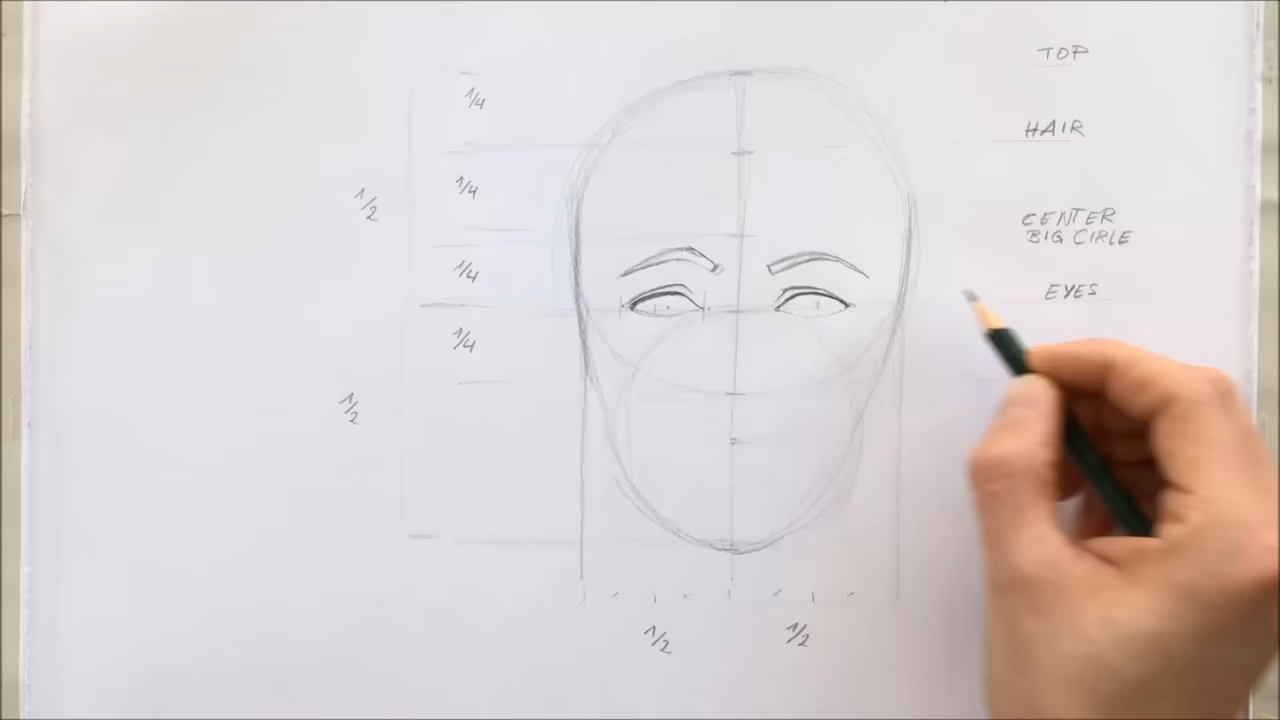 TOP
1/4
HAIR
1/4
1/2
CENTER
BIG CIRLE
1/4
EYES
1/4
1/2
1/2 1/2